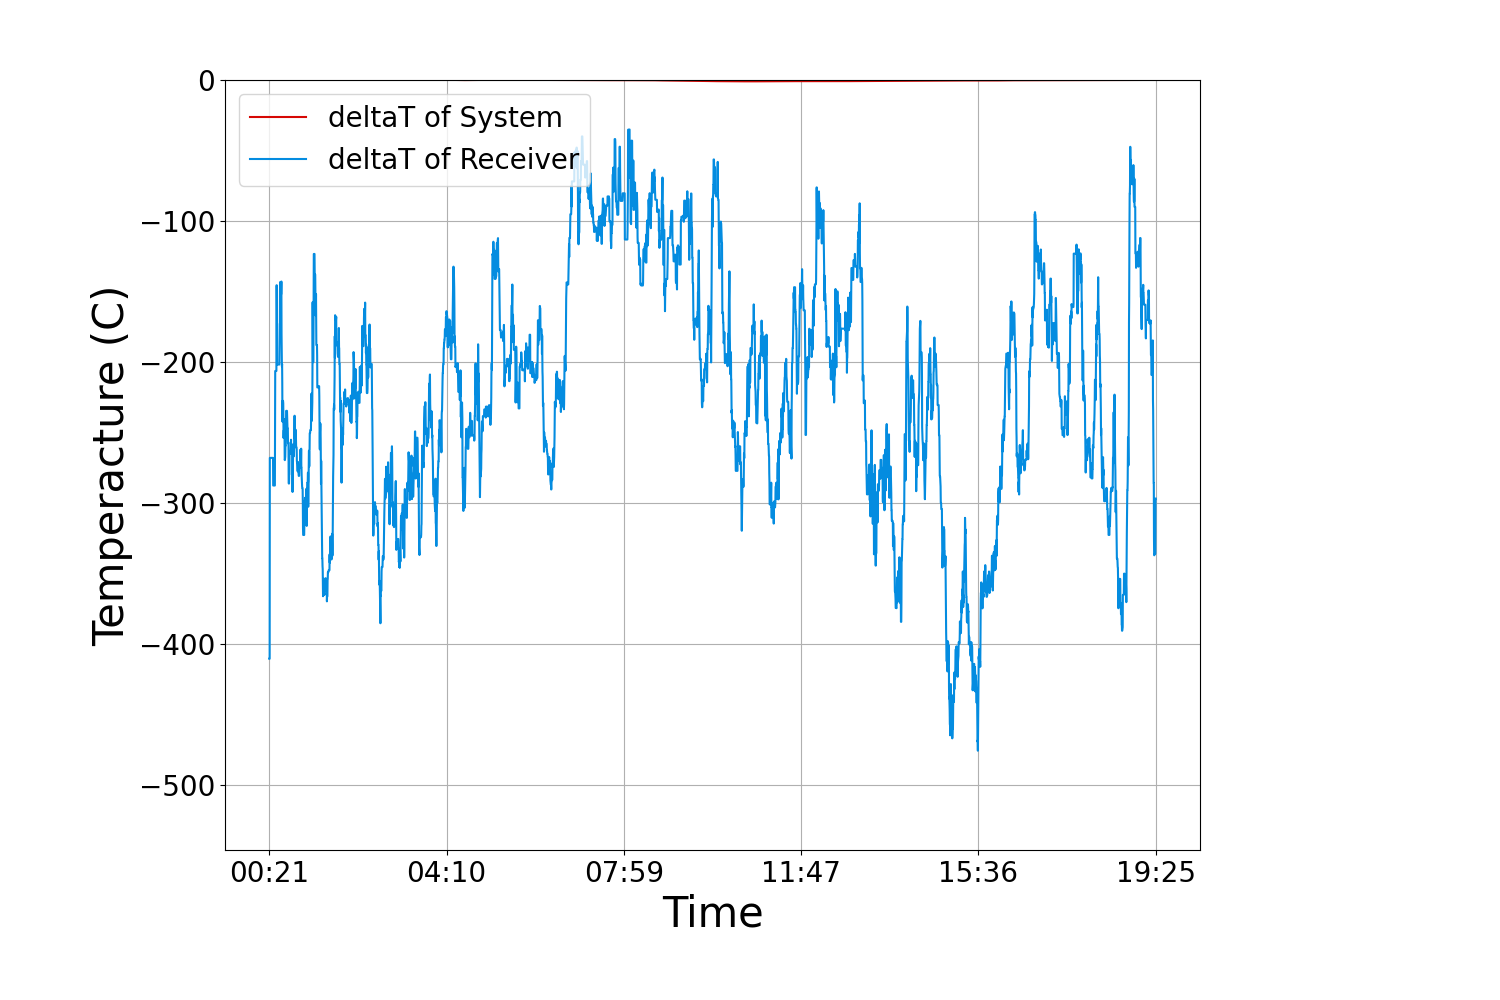 0
−100
−200
−300
−400
−500
Temperacture (C)
deltaT of System
deltaT of Receiver
00:21 04:10 07:59 11:47 15:36 19:25
Time